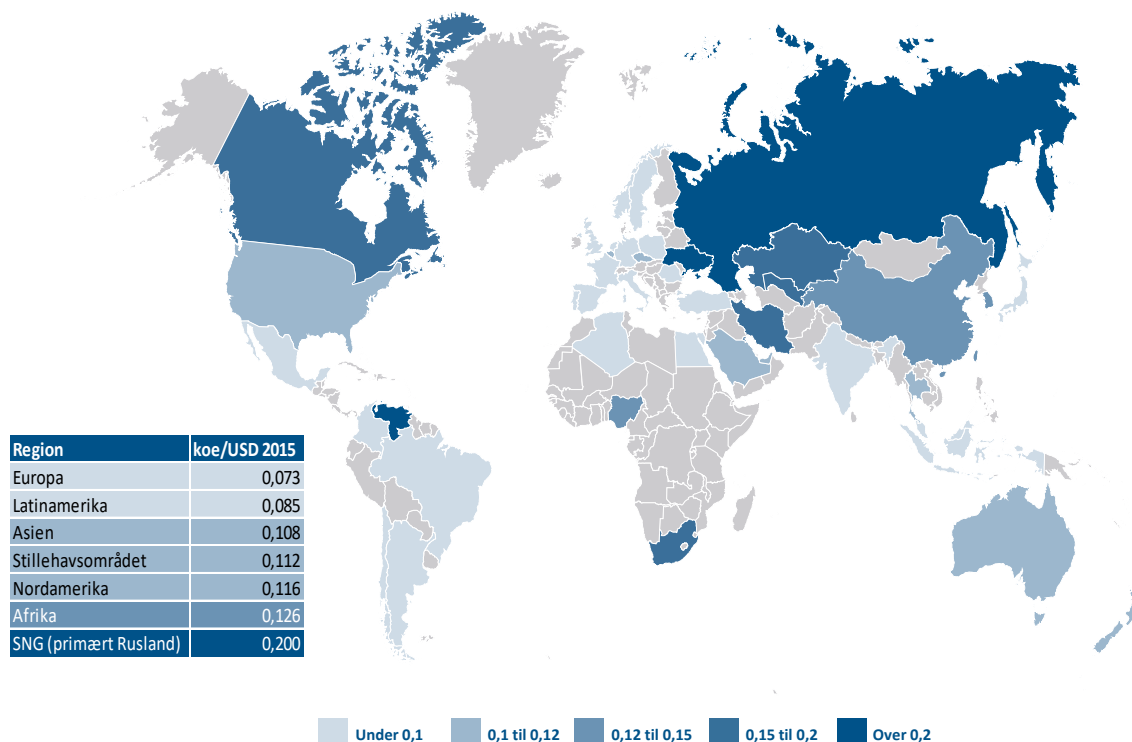 Region koe/USD 2015
Europa 0,073
Latinamerika 0,085
Asien 0,108
Stillehavsområdet 0,112
Nordamerika 0,116
Afrika 0,126
SNG (primært Rusland) 0,200
Under 0,1 0,1 til 0,12 0,12 til 0,15 0,15 til 0,2 Over 0,2